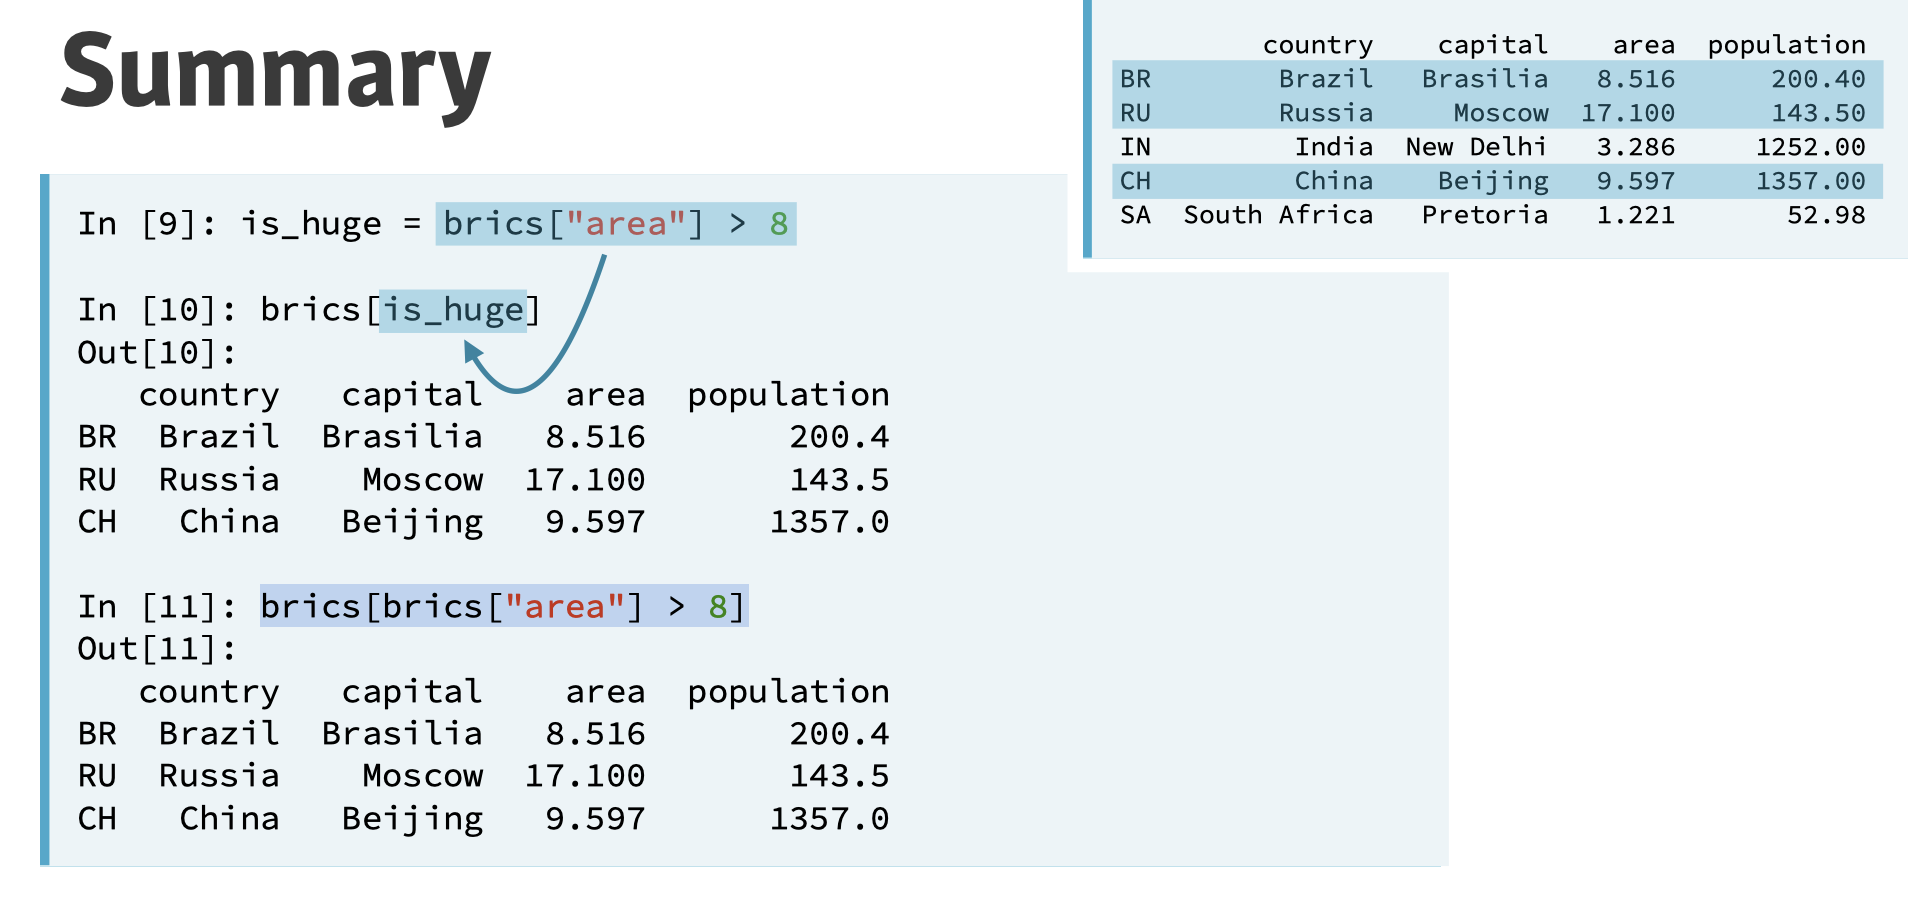 Summary
         country    capital    area  population
BR        Brazil   Brasilia   8.516      200.40
RU        Russia     Moscow  17.100      143.50
IN         India  New Delhi   3.286     1252.00
CH         China    Beijing   9.597     1357.00
SA  South Africa   Pretoria   1.221       52.98
In [9]: is_huge = brics["area"] > 8
In [10]: brics[is_huge]
Out[10]:
   country   capital    area  population
BR  Brazil  Brasilia   8.516       200.4
RU  Russia    Moscow  17.100       143.5
CH   China   Beijing   9.597      1357.0
In [11]: brics[brics["area"] > 8]
Out[11]:
   country   capital    area  population
BR  Brazil  Brasilia   8.516       200.4
RU  Russia    Moscow  17.100       143.5
CH   China   Beijing   9.597      1357.0